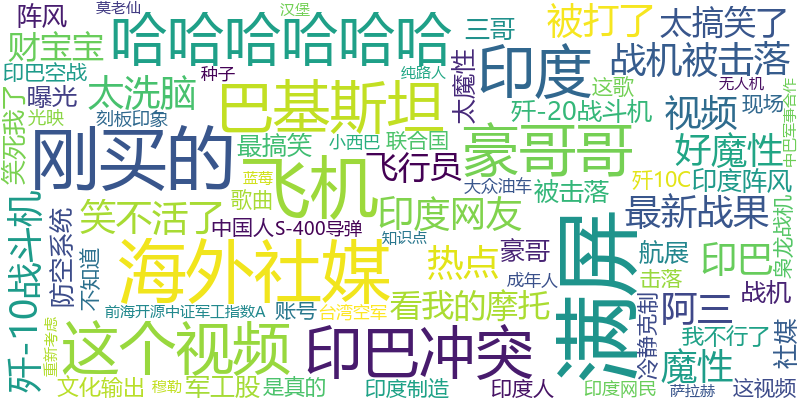 莫老仙
汉堡
阵风
哈哈哈哈哈哈
三哥
被打了
太搞笑了
财宝宝
印度
战机被击落
印巴空战
太洗脑
种子
巴基斯坦
纯路人
太魔性
这歌
无人机
曝光
刻板印象
歼-20战斗机
视频
现场
笑死我了
光映
最搞笑
小西巴
联合国
豪哥哥
好魔性
中巴军事合作
刚买的
飞机
飞行员
蓝莓
大众油车
被击落
歼10C
印度阵风
歌曲
笑不活了
印度网友
最新战果
枭龙战机
歼-10战斗机
防空系统
中国人
S-400导弹
知识点
满屏
不知道
海外社媒
热点
豪哥
航展
印巴
成年人
击落
战机
前海开源中证军工指数A
账号
台湾空军
看我的摩托
冷静克制
阿三
重新考虑
这个视频
印巴冲突
我不行了
社媒
魔性
文化输出
穆勒
军工股
是真的
印度制造
印度人
印度网民
萨拉赫
这视频